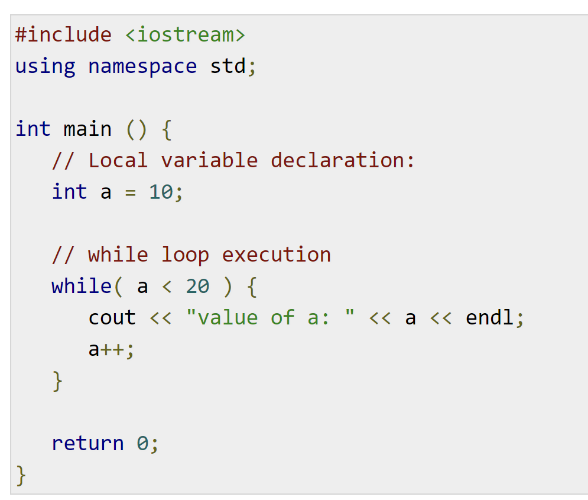 #include <iostream>
using namespace std;

int main () {
   // Local variable declaration:
   int a = 10;

   // while loop execution
   while( a < 20 ) {
      cout << "value of a: " << a << endl;
      a++;
   }

   return 0;
}